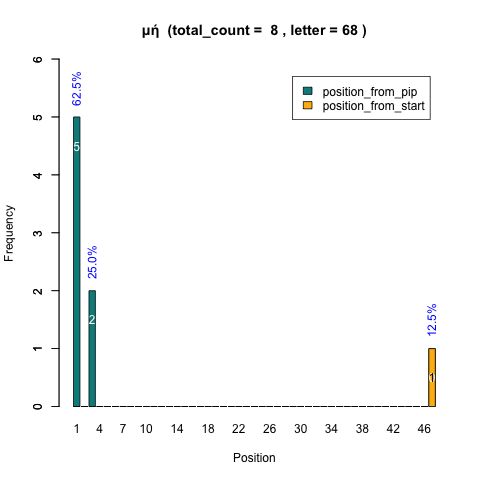 μή (total_count = 8 , letter = 68 )
position_from_pip
position_from_start
Frequency
0 1 2 3 4 5 6
62.5%
5
25.0%
2
12.5%
1
1 4 7 10 14 18 22 26 30 34 38 42 46
Position